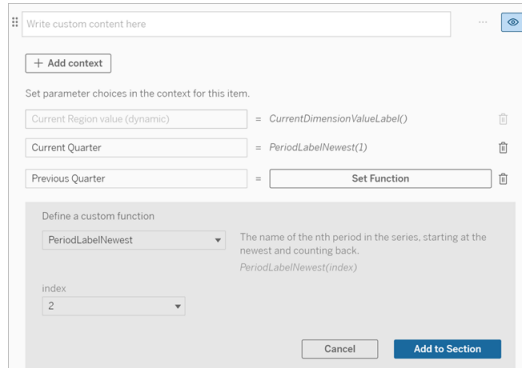 Write custom content here
+ Add context
Set parameter choices in the context for this item.
Current Region value (dynamic) = CurrentDimensionValueLabel()
Current Quarter = PeriodLabelNewest(1)
Previous Quarter = Set Function
Define a custom function
PeriodLabelNewest
The name of the nth period in the series, starting at the
newest and counting back.
PeriodLabelNewest(index)
index
2
Cancel Add to Section